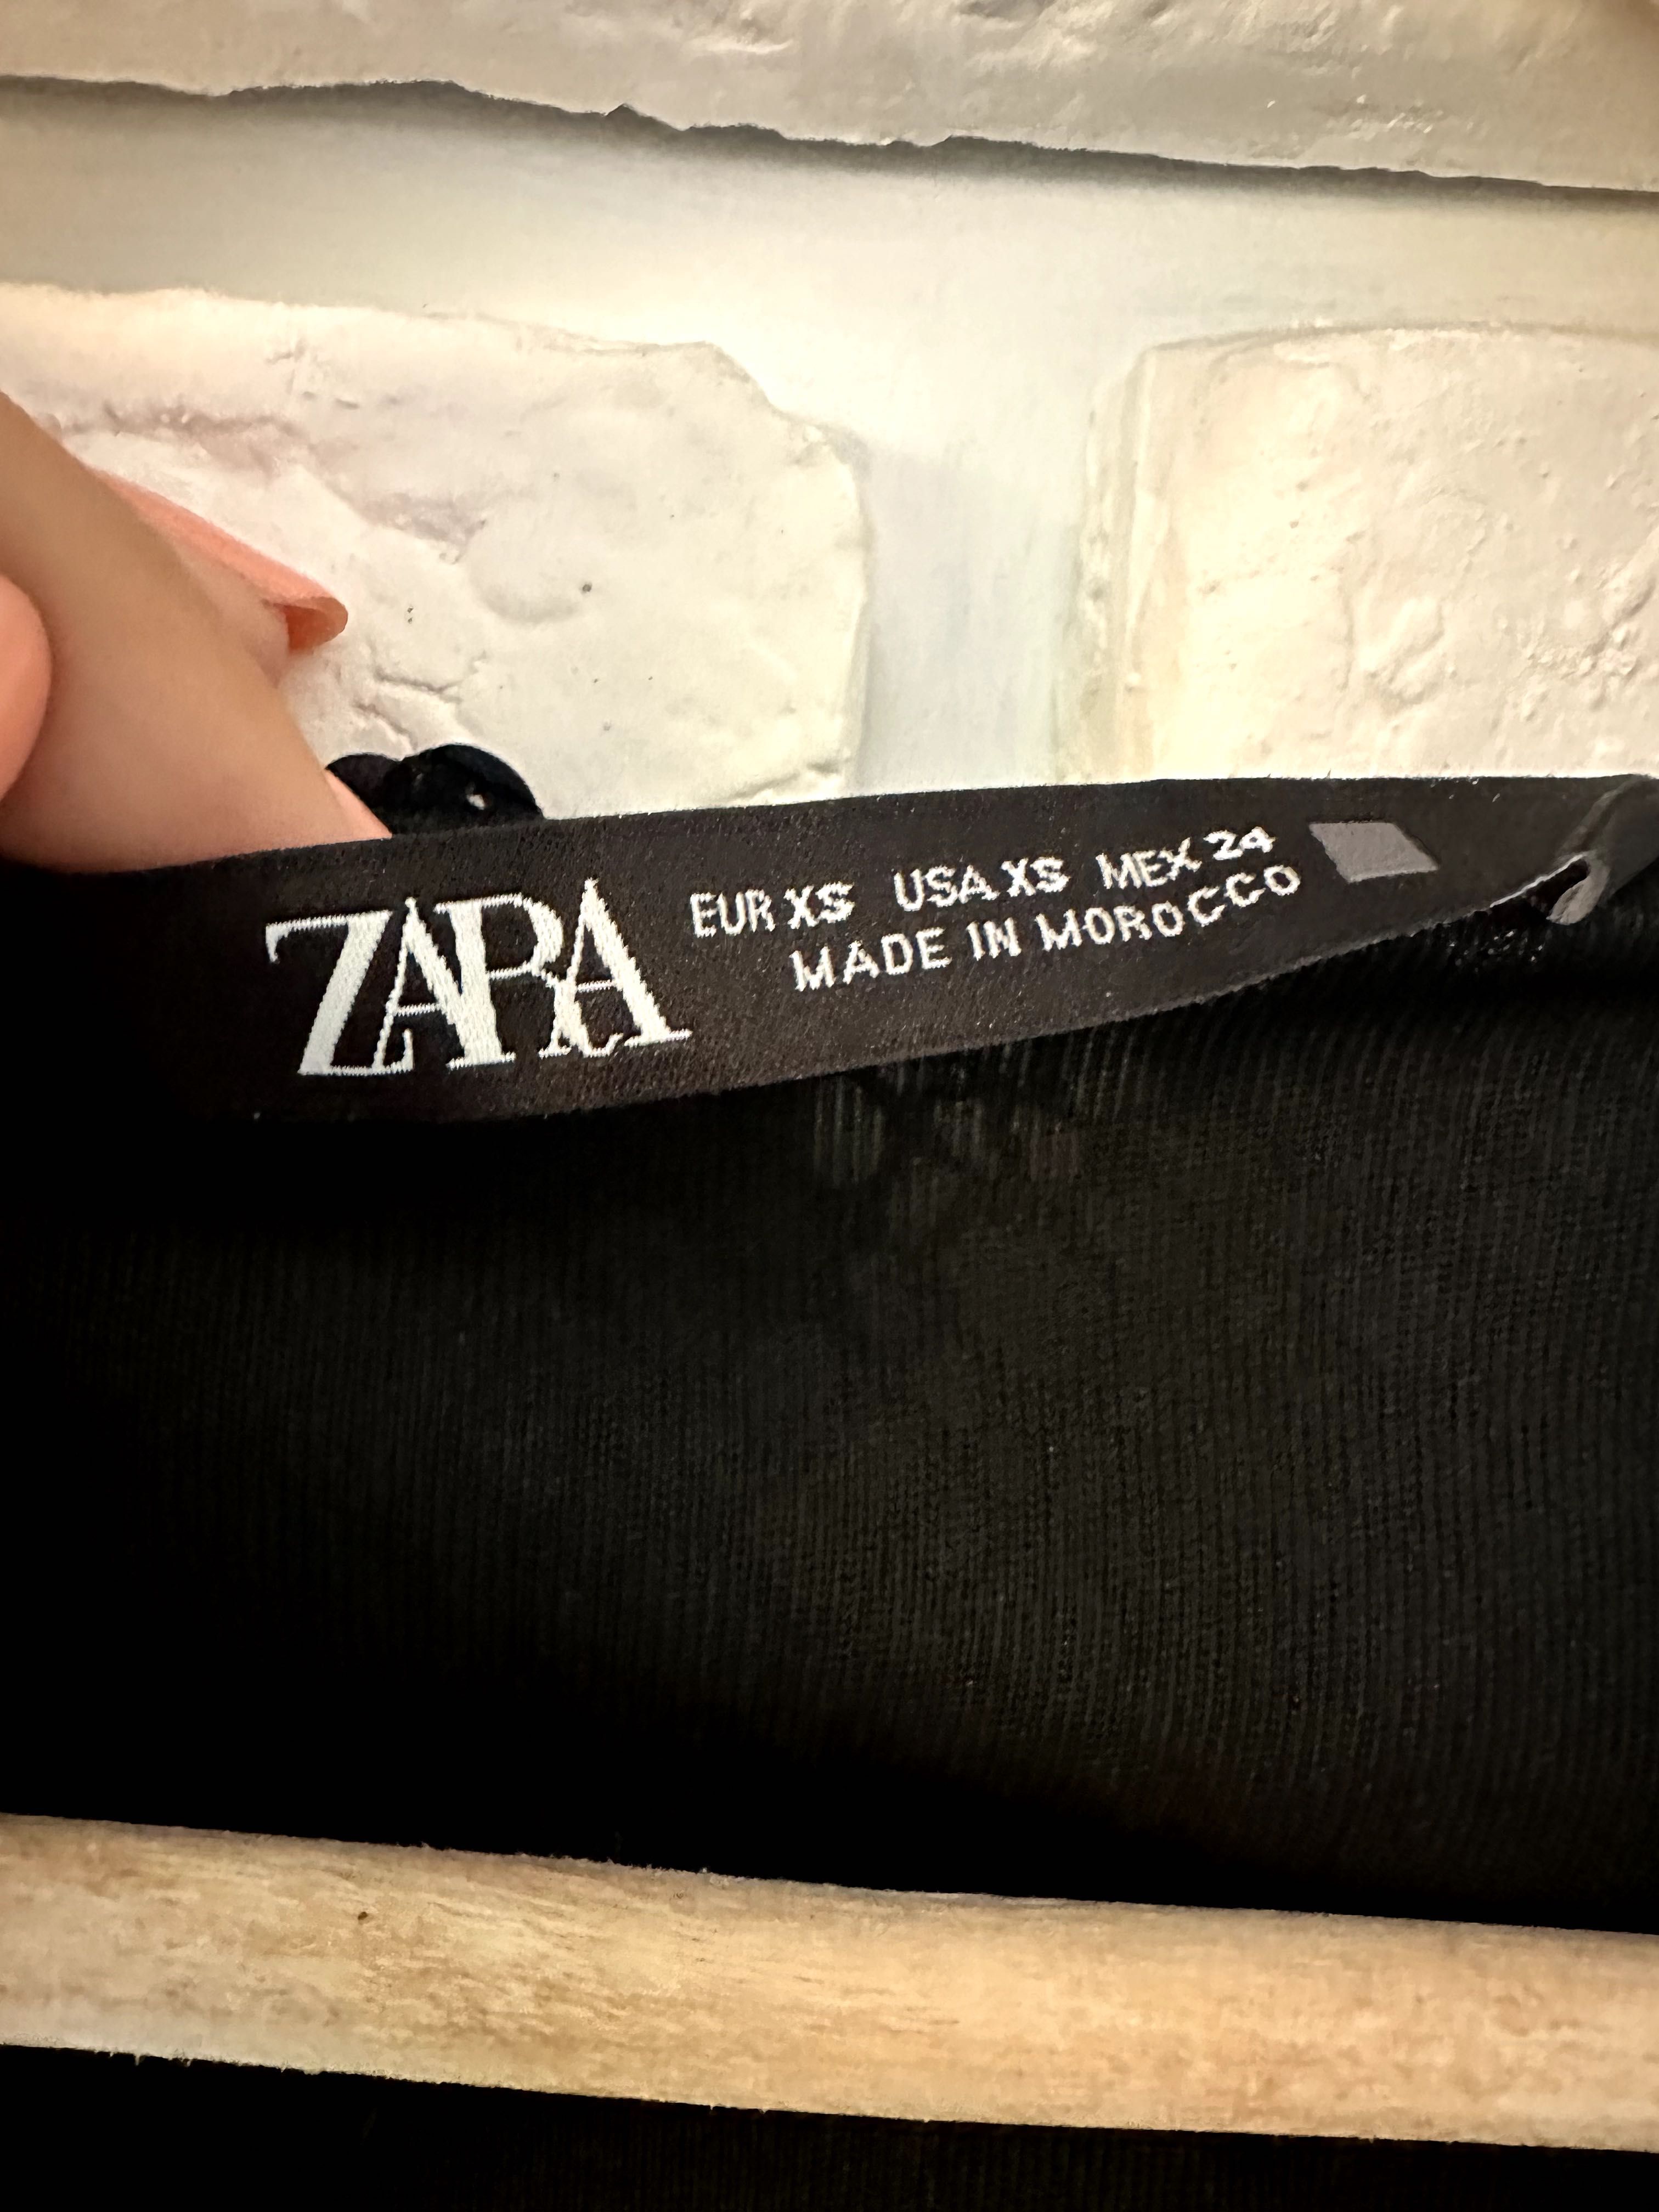 ZARA
EUR XS USA XS MEX 24
MADE IN MOROCCO